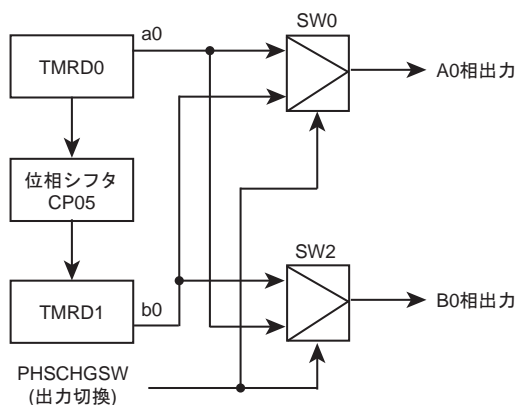 SW0
a0
TMRD0
A0相出力
位相シフタ
CP05
SW2
TMRD1
b0
B0相出力
PHSCHGSW
(出力切換)